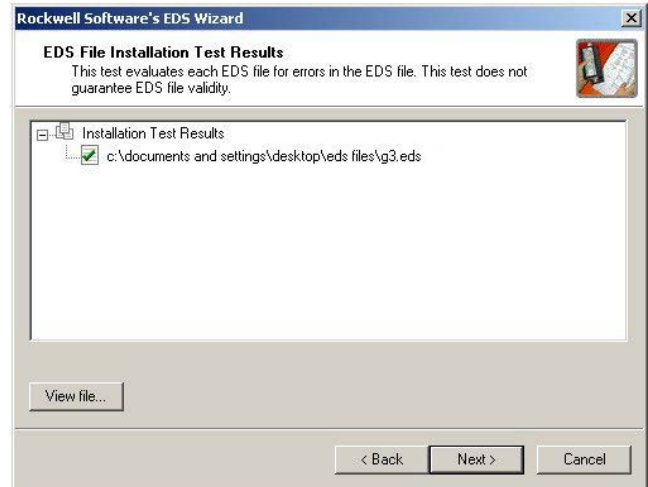 Rockwell Software's EDS Wizard
EDS File Installation Test Results
This test evaluates each EDS file for errors in the EDS file. This test does not
guarantee EDS file validity.
Installation Test Results
c:\documents and settings\desktop\eds files\g3.eds
View file...
< Back Next > Cancel